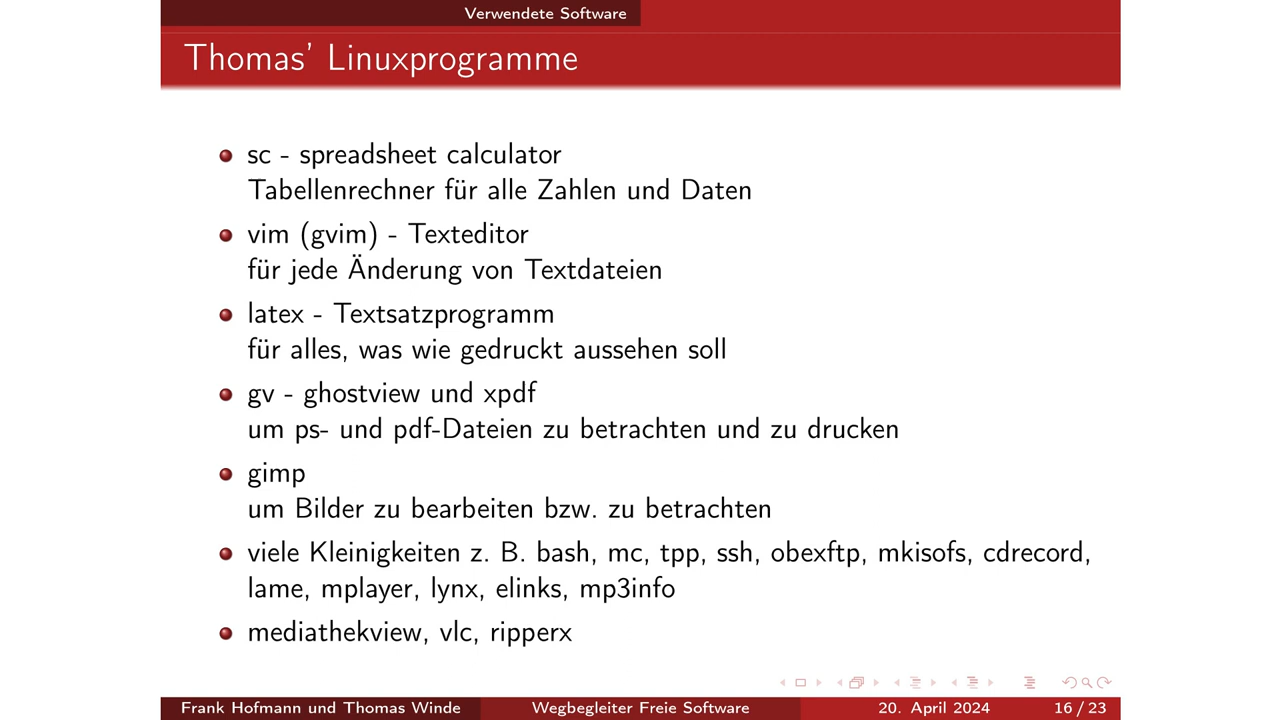 Verwendete Software
Thomas' Linuxprogramme
sc - spreadsheet calculator
Tabellenrechner für alle Zahlen und Daten
vim (gvim) - Texteditor
für jede Änderung von Textdateien
latex - Textsatzprogramm
für alles, was wie gedruckt aussehen soll
gv - ghostview und xpdf
um ps- und pdf-Dateien zu betrachten und zu drucken
gimp
um Bilder zu bearbeiten bzw. zu betrachten
viele Kleinigkeiten z. B. bash, mc, tpp, ssh, obexftp, mkisofs, cdrecord,
lame, mplayer, lynx, elinks, mp3info
mediathekview, vlc, ripperx
Frank Hofmann und Thomas Winde Wegbegleiter Freie Software 20. April 2024 16 / 23